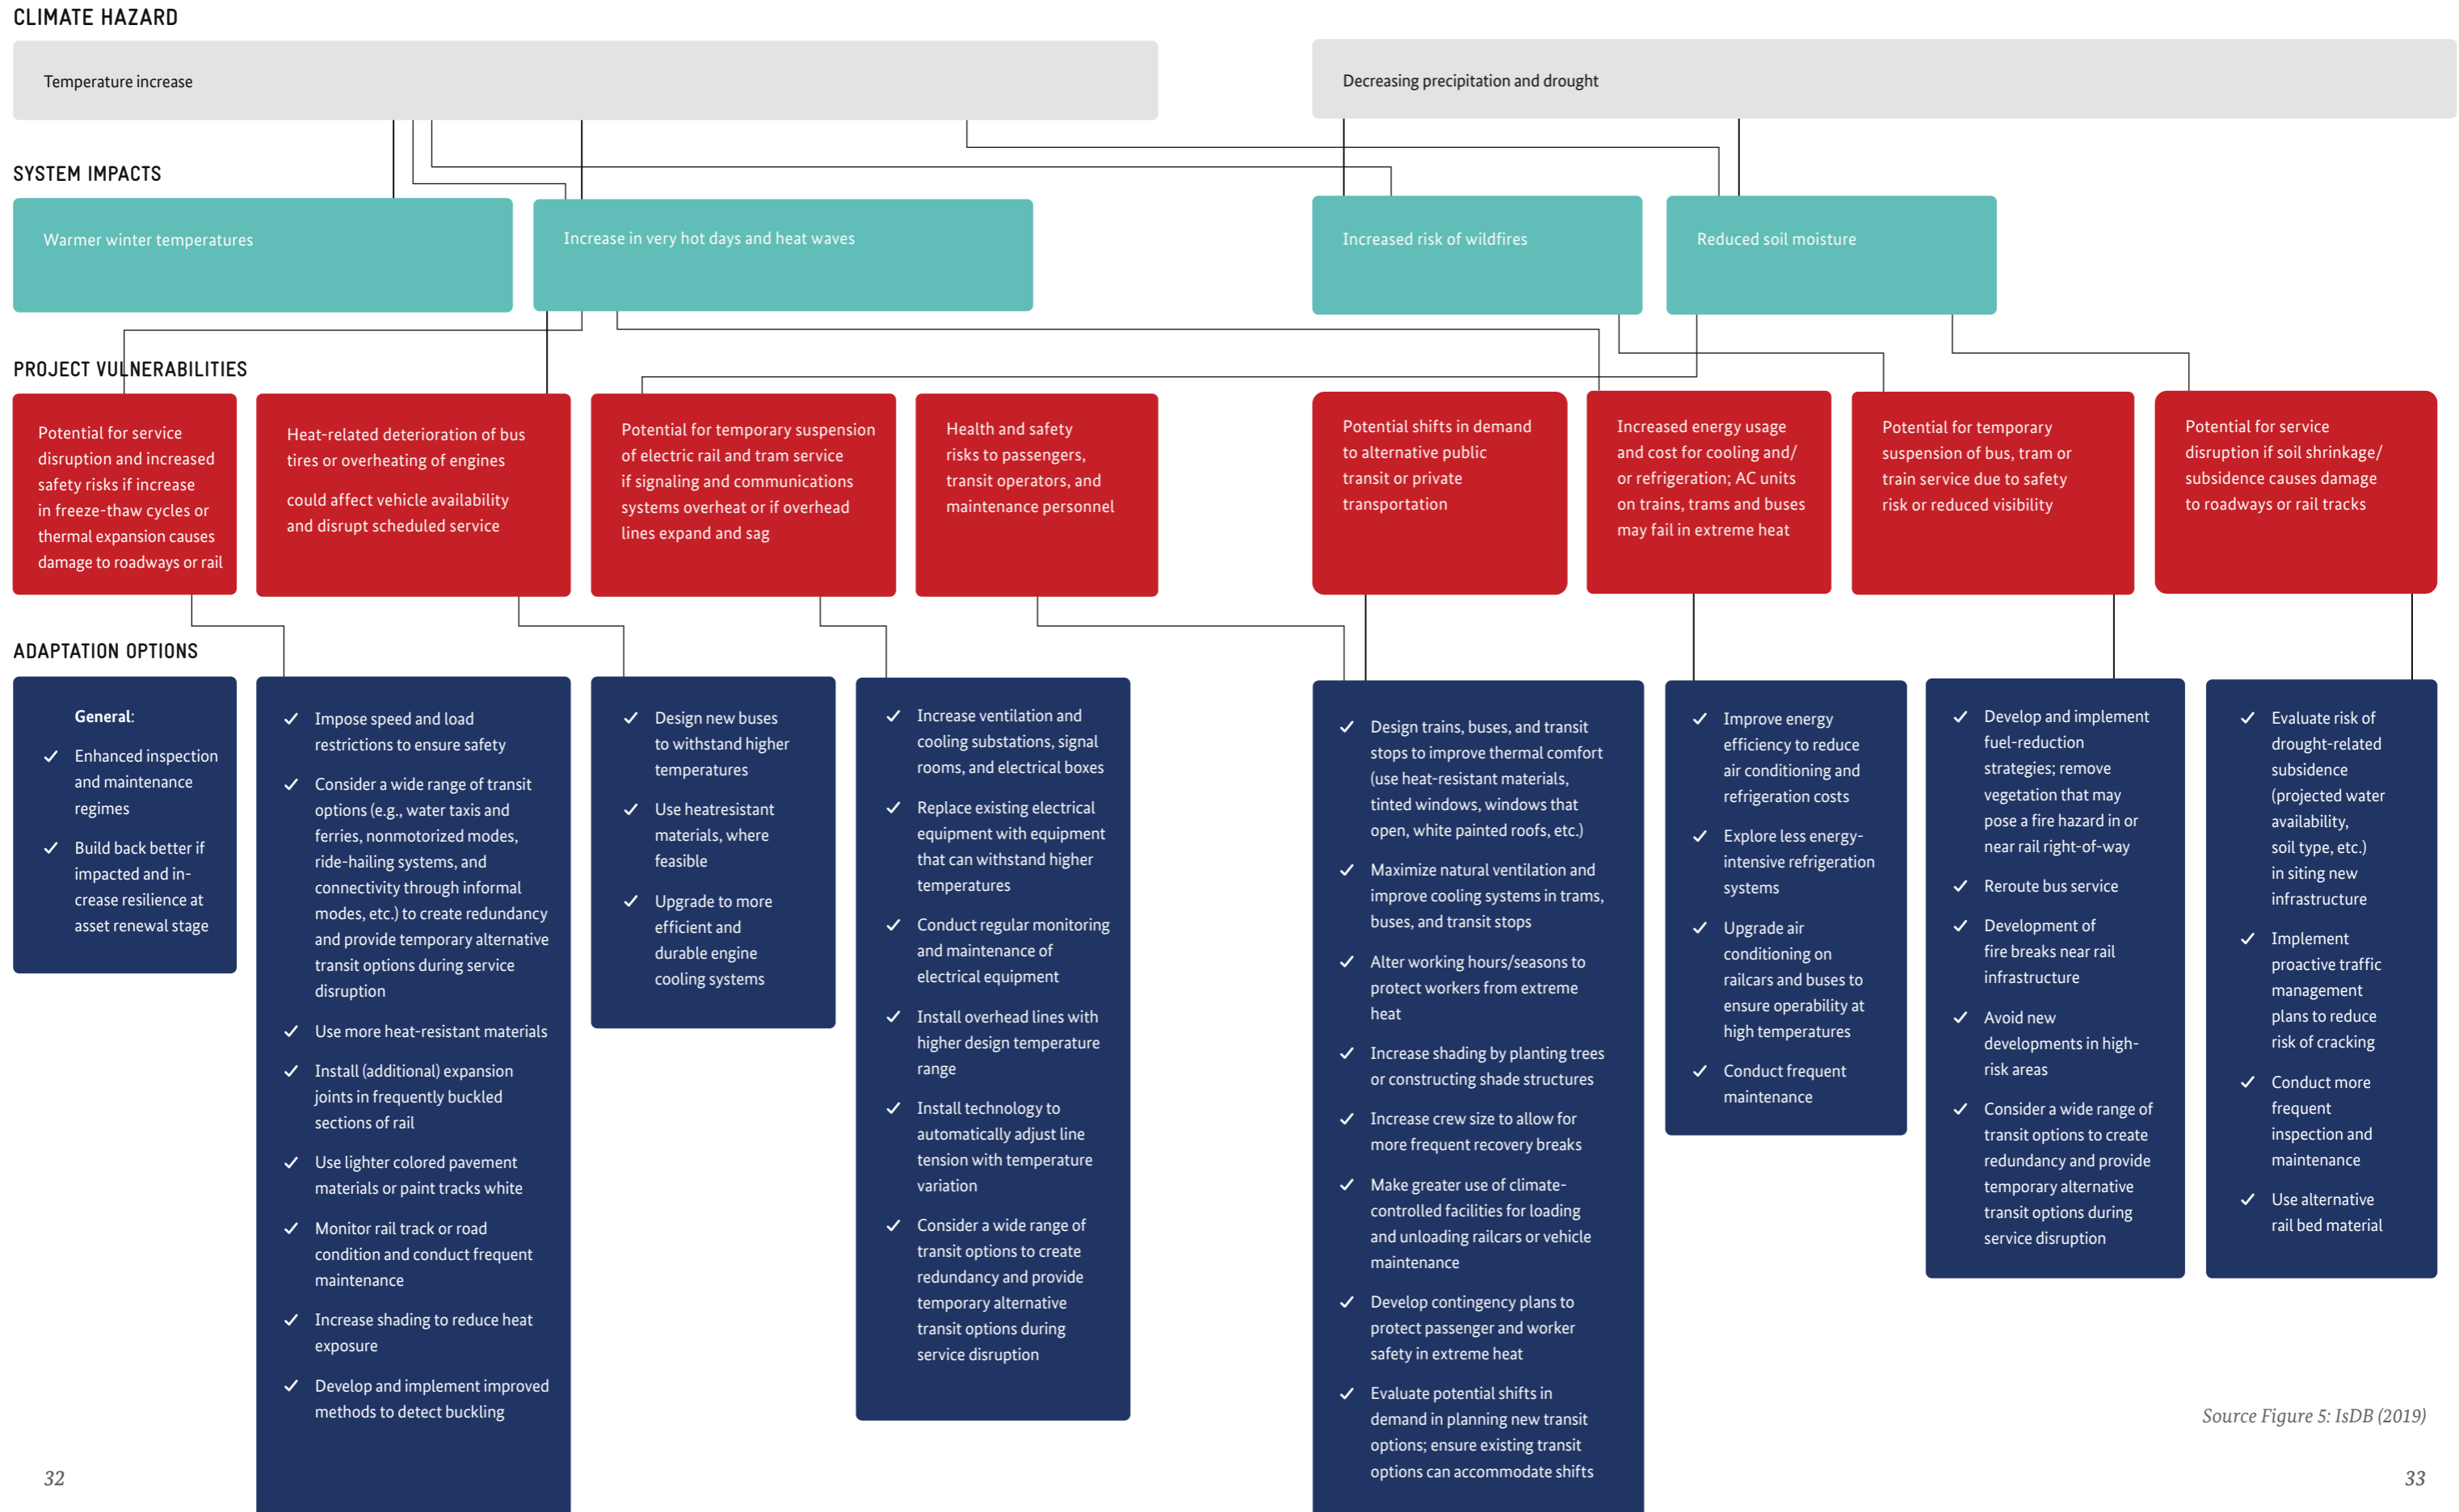 CLIMATE HAZARD
Temperature increase
Decreasing precipitation and drought
SYSTEM IMPACTS
Warmer winter temperatures
Increase in very hot days and heat waves
Increased risk of wildfires
Reduced soil moisture
PROJECT VULNERABILITIES
Potential for service
disruption and increased
safety risks if increase
in freeze-thaw cycles or
thermal expansion causes
damage to roadways or rail
Heat-related deterioration of bus
tires or overheating of engines
could affect vehicle availability
and disrupt scheduled service
Potential for temporary suspension
of electric rail and tram service
if signaling and communications
systems overheat or if overhead
lines expand and sag
Health and safety
risks to passengers,
transit operators, and
maintenance personnel
Potential shifts in demand
to alternative public
transit or private
transportation
Increased energy usage
and cost for cooling and/
or refrigeration; AC units
on trains, trams and buses
may fail in extreme heat
Potential for temporary
suspension of bus, tram or
train service due to safety
risk or reduced visibility
Potential for service
disruption if soil shrinkage/
subsidence causes damage
to roadways or rail tracks
ADAPTATION OPTIONS
General:
✓ Enhanced inspection
and maintenance
regimes
✓ Build back better if
impacted and in-
crease resilience at
asset renewal stage
✓ Impose speed and load
restrictions to ensure safety
✓ Consider a wide range of transit
options (e.g., water taxis and
ferries, nonmotorized modes,
ride-hailing systems, and
connectivity through informal
modes, etc.) to create redundancy
and provide temporary alternative
transit options during service
disruption
✓ Use more heat-resistant materials
✓ Install (additional) expansion
joints in frequently buckled
sections of rail
✓ Use lighter colored pavement
materials or paint tracks white
✓ Monitor rail track or road
condition and conduct frequent
maintenance
✓ Increase shading to reduce heat
exposure
✓ Develop and implement improved
methods to detect buckling
✓ Design new buses
to withstand higher
temperatures
✓ Use heatresistant
materials, where
feasible
✓ Upgrade to more
efficient and
durable engine
cooling systems
✓ Increase ventilation and
cooling substations, signal
rooms, and electrical boxes
✓ Replace existing electrical
equipment with equipment
that can withstand higher
temperatures
✓ Conduct regular monitoring
and maintenance of
electrical equipment
✓ Install overhead lines with
higher design temperature
range
✓ Install technology to
automatically adjust line
tension with temperature
variation
✓ Consider a wide range of
transit options to create
redundancy and provide
temporary alternative
transit options during
service disruption
✓ Design trains, buses, and transit
stops to improve thermal comfort
(use heat-resistant materials,
tinted windows, windows that
open, white painted roofs, etc.)
✓ Maximize natural ventilation and
improve cooling systems in trams,
buses, and transit stops
✓ Alter working hours/seasons to
protect workers from extreme
heat
✓ Increase shading by planting trees
or constructing shade structures
✓ Increase crew size to allow for
more frequent recovery breaks
✓ Make greater use of climate-
controlled facilities for loading
and unloading railcars or vehicle
maintenance
✓ Develop contingency plans to
protect passenger and worker
safety in extreme heat
✓ Evaluate potential shifts in
demand in planning new transit
options; ensure existing transit
options can accommodate shifts
✓ Improve energy
efficiency to reduce
air conditioning and
refrigeration costs
✓ Explore less energy-
intensive refrigeration
systems
✓ Upgrade air
conditioning on
railcars and buses to
ensure operability at
high temperatures
✓ Conduct frequent
maintenance
✓ Develop and implement
fuel-reduction
strategies; remove
vegetation that may
pose a fire hazard in or
near rail right-of-way
✓ Reroute bus service
✓ Development of
fire breaks near rail
infrastructure
✓ Avoid new
developments in high-
risk areas
✓ Consider a wide range of
transit options to create
redundancy and provide
temporary alternative
transit options during
service disruption
✓ Evaluate risk of
drought-related
subsidence
(projected water
availability,
soil type, etc.)
in siting new
infrastructure
✓ Implement
proactive traffic
management
plans to reduce
risk of cracking
✓ Conduct more
frequent
inspection and
maintenance
✓ Use alternative
rail bed material
Source Figure 5: IsDB (2019)
32
33